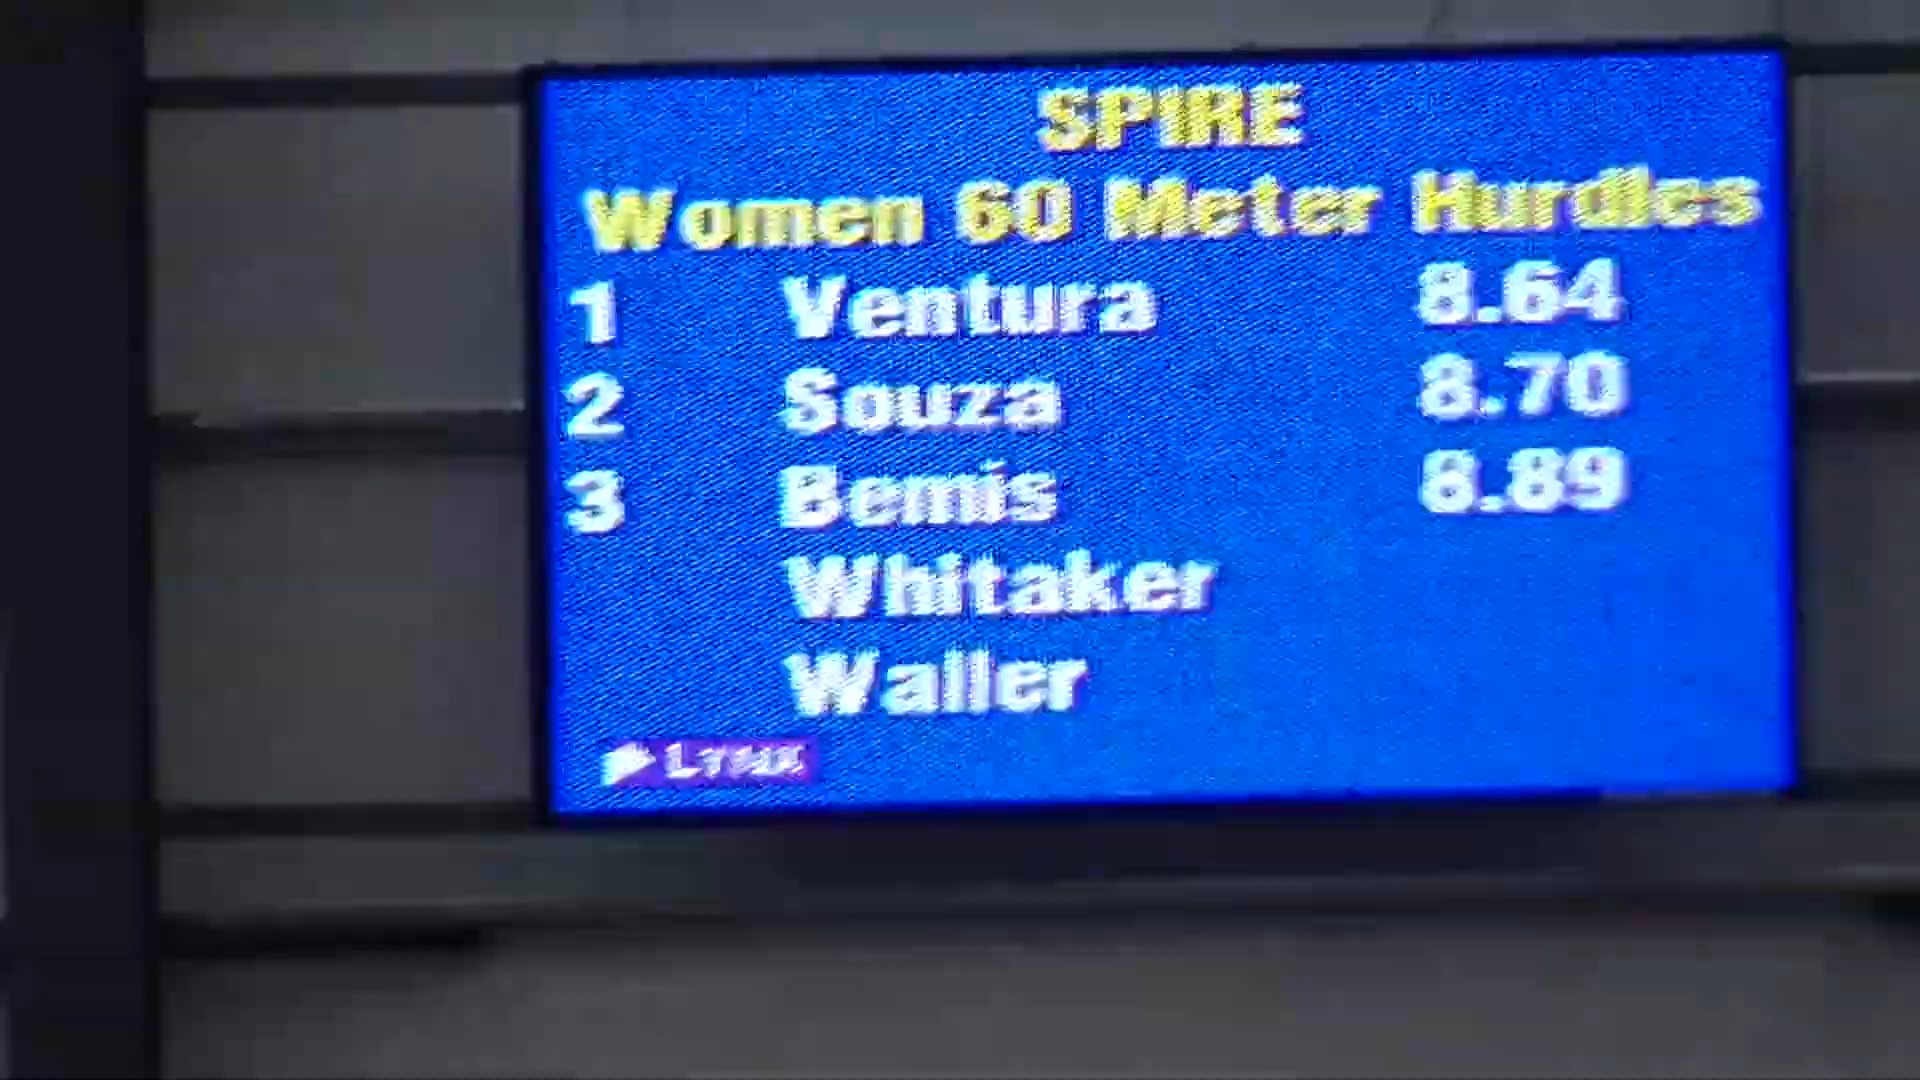 SPIRE
Women 60 Meter Hurdles
1 Ventura 8.64
2 Souza 8.70
3 Bemis 8.89
Whitaker
Waller
Lynx